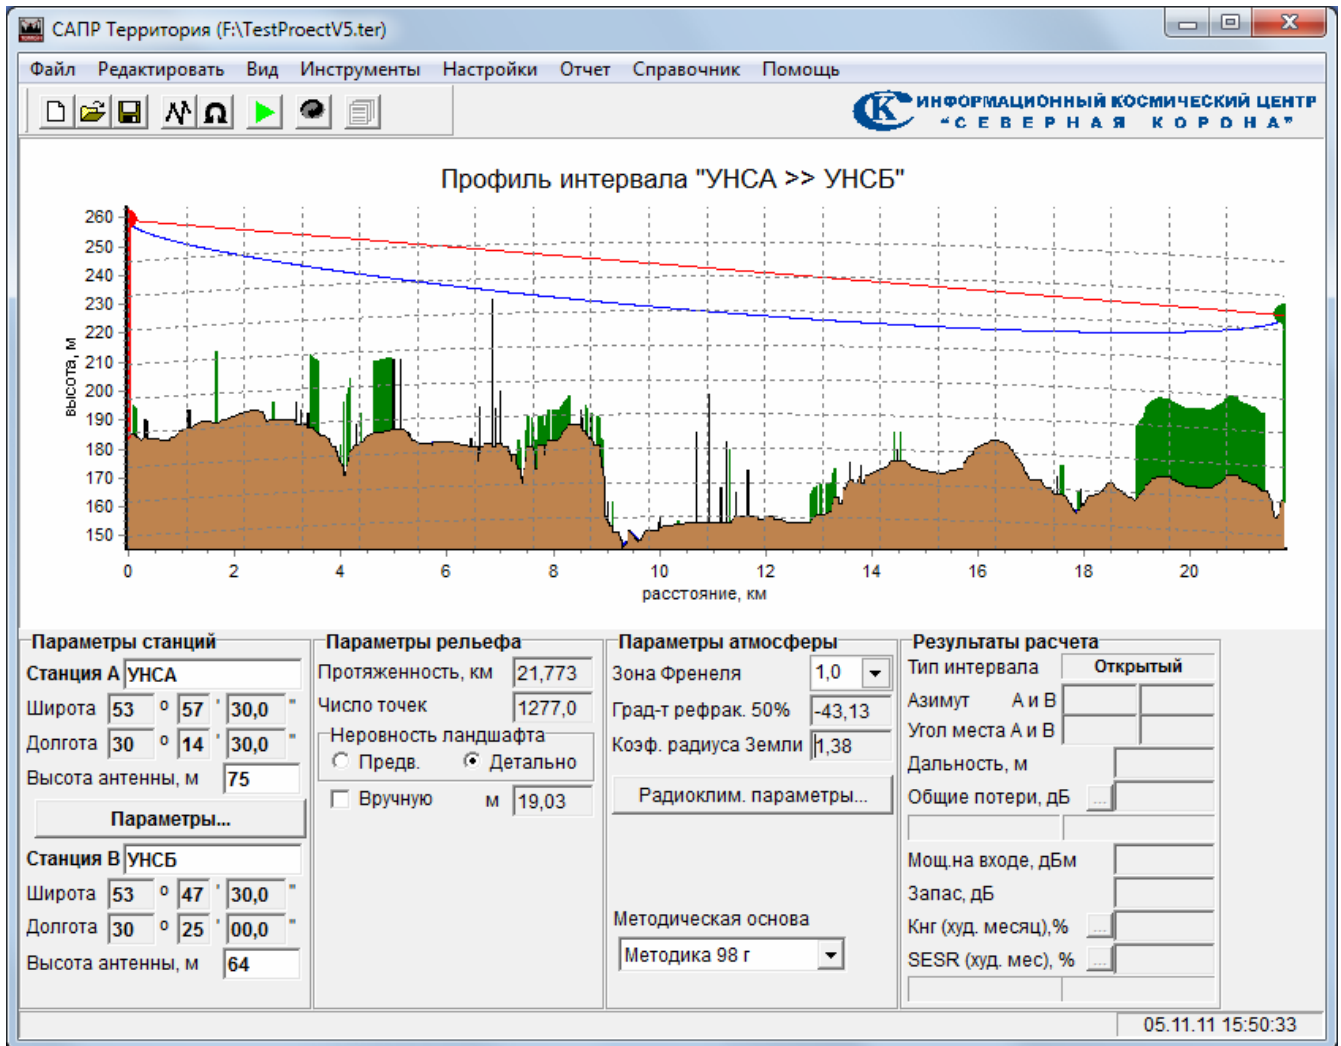 САПР Территория (F:\TestProectV5.ter)
Файл Редактировать Вид Инструменты Настройки Отчет Справочник Помощь
СК ИНФОРМАЦИОННЫЙ КОСМИЧЕСКИЙ ЦЕНТР
"СЕВЕРНАЯ КОРОНА"
Профиль интервала "УНСА >> УНСБ"
260
250
240
230
220
210
200
190
180
170
160
150
высота, м
0 2 4 6 8 10 12 14 16 18 20
расстояние, км
Параметры станций
Станция А УНСА
Широта 53 ° 57 ' 30,0 "
Долгота 30 ° 14 ' 30,0 "
Высота антенны, м 75
Параметры...
Станция В УНСБ
Широта 53 ° 47 ' 30,0 "
Долгота 30 ° 25 ' 00,0 "
Высота антенны, м 64
Параметры рельефа
Протяженность, км 21,773
Число точек 1277,0
Неровность ландшафта
Предв. Детально
Вручную м 19,03
Параметры атмосферы
Зона Френеля 1,0
Град-т рефрак. 50% -43,13
Коэф. радиуса Земли 1,38
Радиоклим. параметры...
Методическая основа
Методика 98 г
Результаты расчета
Тип интервала Открытый
Азимут А и В
Угол места А и В
Дальность, м
Общие потери, дБ ...
Мощ.на входе, дБм
Запас, дБ
Кнг (худ. месяц),% ...
SESR (худ. мес), % ...
05.11.11 15:50:33